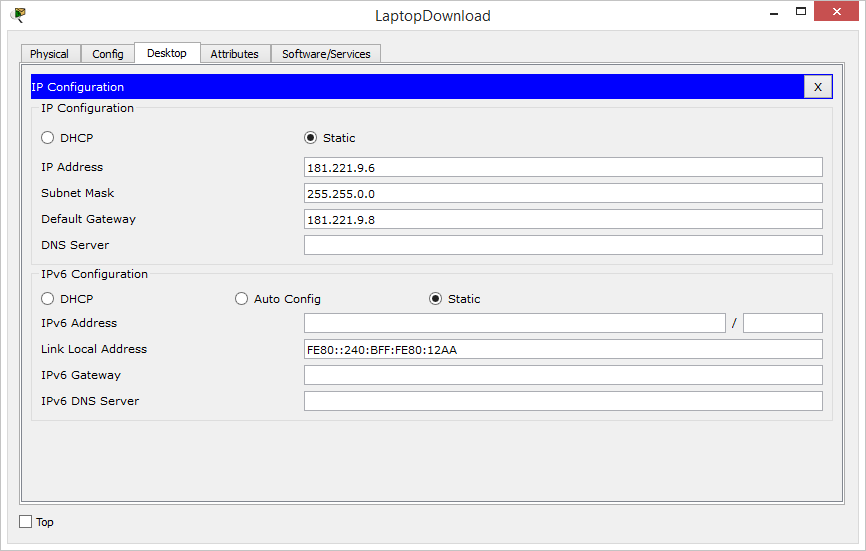 LaptopDownload
Physical Config Desktop Attributes Software/Services
IP Configuration X
IP Configuration
DHCP Static
IP Address 181.221.9.6
Subnet Mask 255.255.0.0
Default Gateway 181.221.9.8
DNS Server
IPv6 Configuration
DHCP Auto Config Static
IPv6 Address /
Link Local Address FE80::240:BFF:FE80:12AA
IPv6 Gateway
IPv6 DNS Server
Top